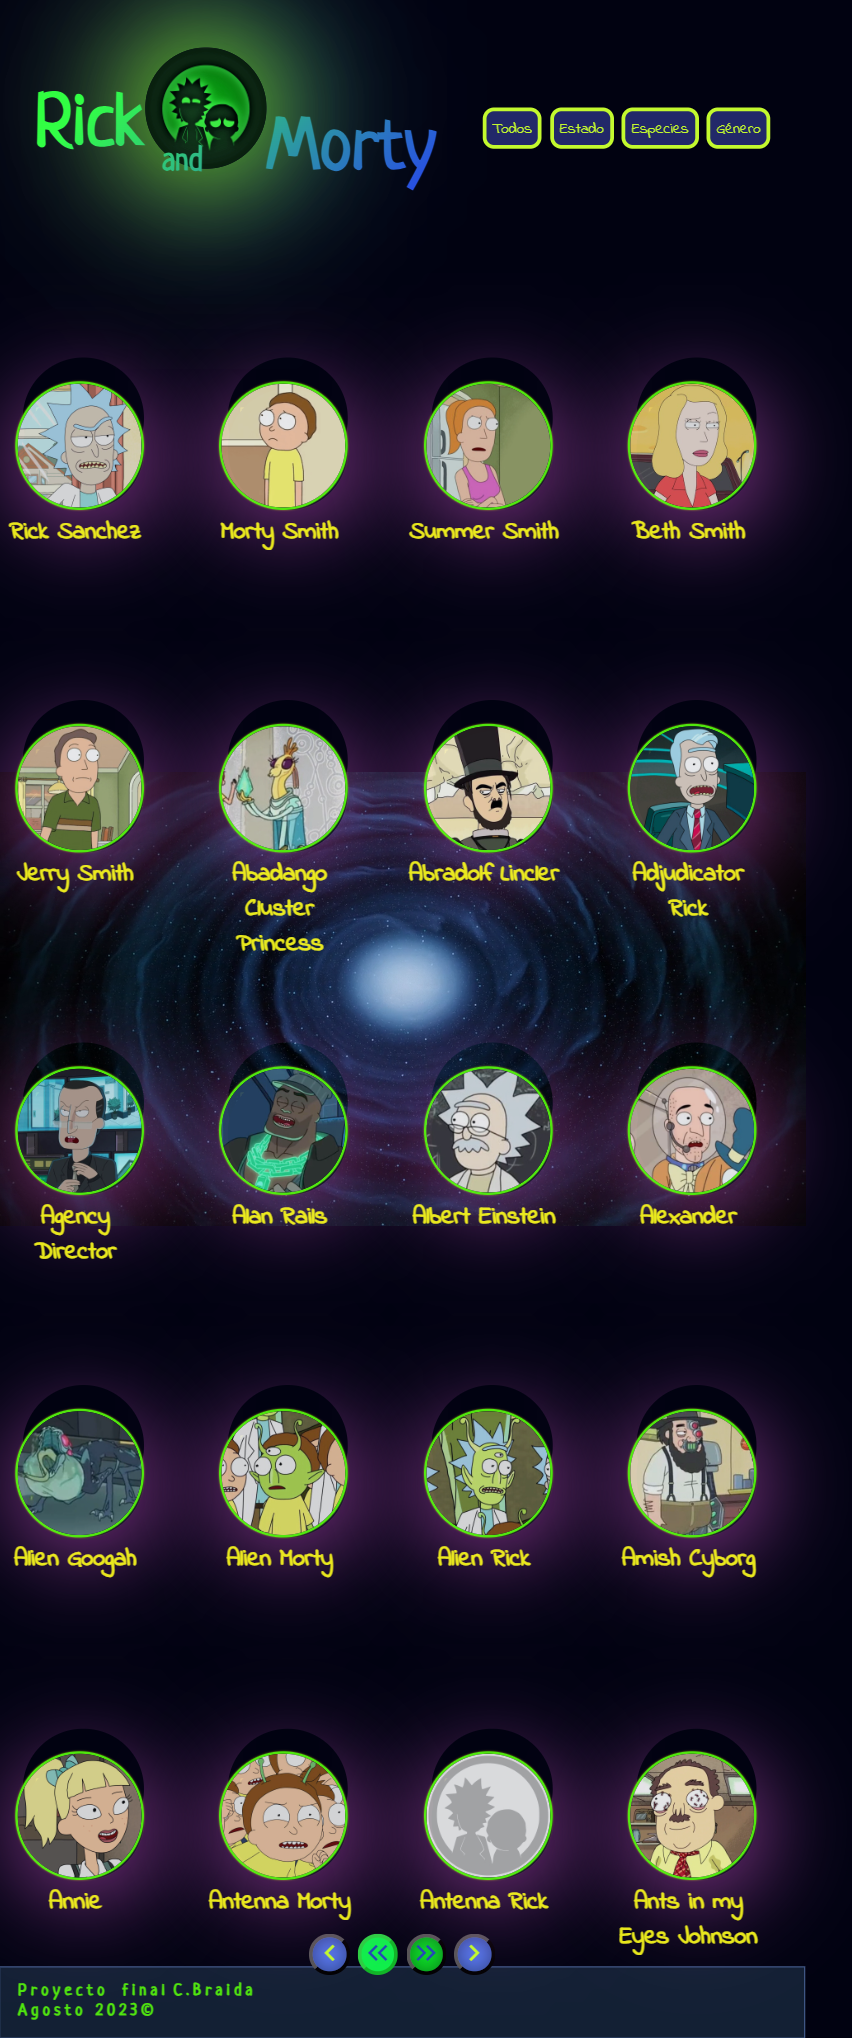 Rick
and
Morty
Todos
Estado
Especies
Género
Rick Sanchez
Morty Smith
Summer Smith
Beth Smith
Jerry Smith
Abadango
Cluster
Princess
Abradolf Lincler
Adjudicator
Rick
Agency
Director
Alan Rails
Albert Einstein
Alexander
Alien Googah
Alien Morty
Alien Rick
Amish Cyborg
Annie
Antenna Morty
Antenna Rick
Ants in my
Eyes Johnson
Proyecto final C.Braida
Agosto 2023©